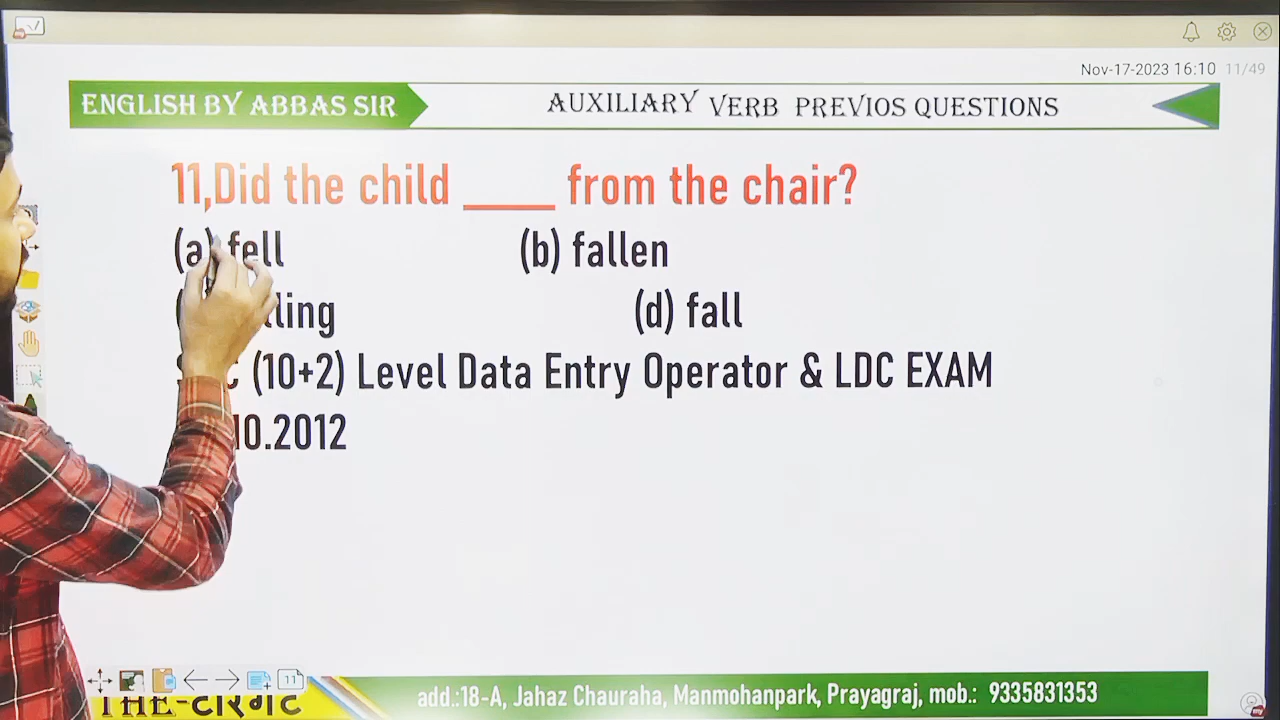 Nov-17-2023 16:10 11/49
ENGLISH BY ABBAS SIR
AUXILIARY VERB PREVIOS QUESTIONS
11,Did the child ____ from the chair?
(a) fell (b) fallen
(d) fall
(10+2) Level Data Entry Operator & LDC EXAM
10.2012
11
add.:18-A, Jahaz Chauraha, Manmohanpark, Prayagraj, mob.: 9335831353